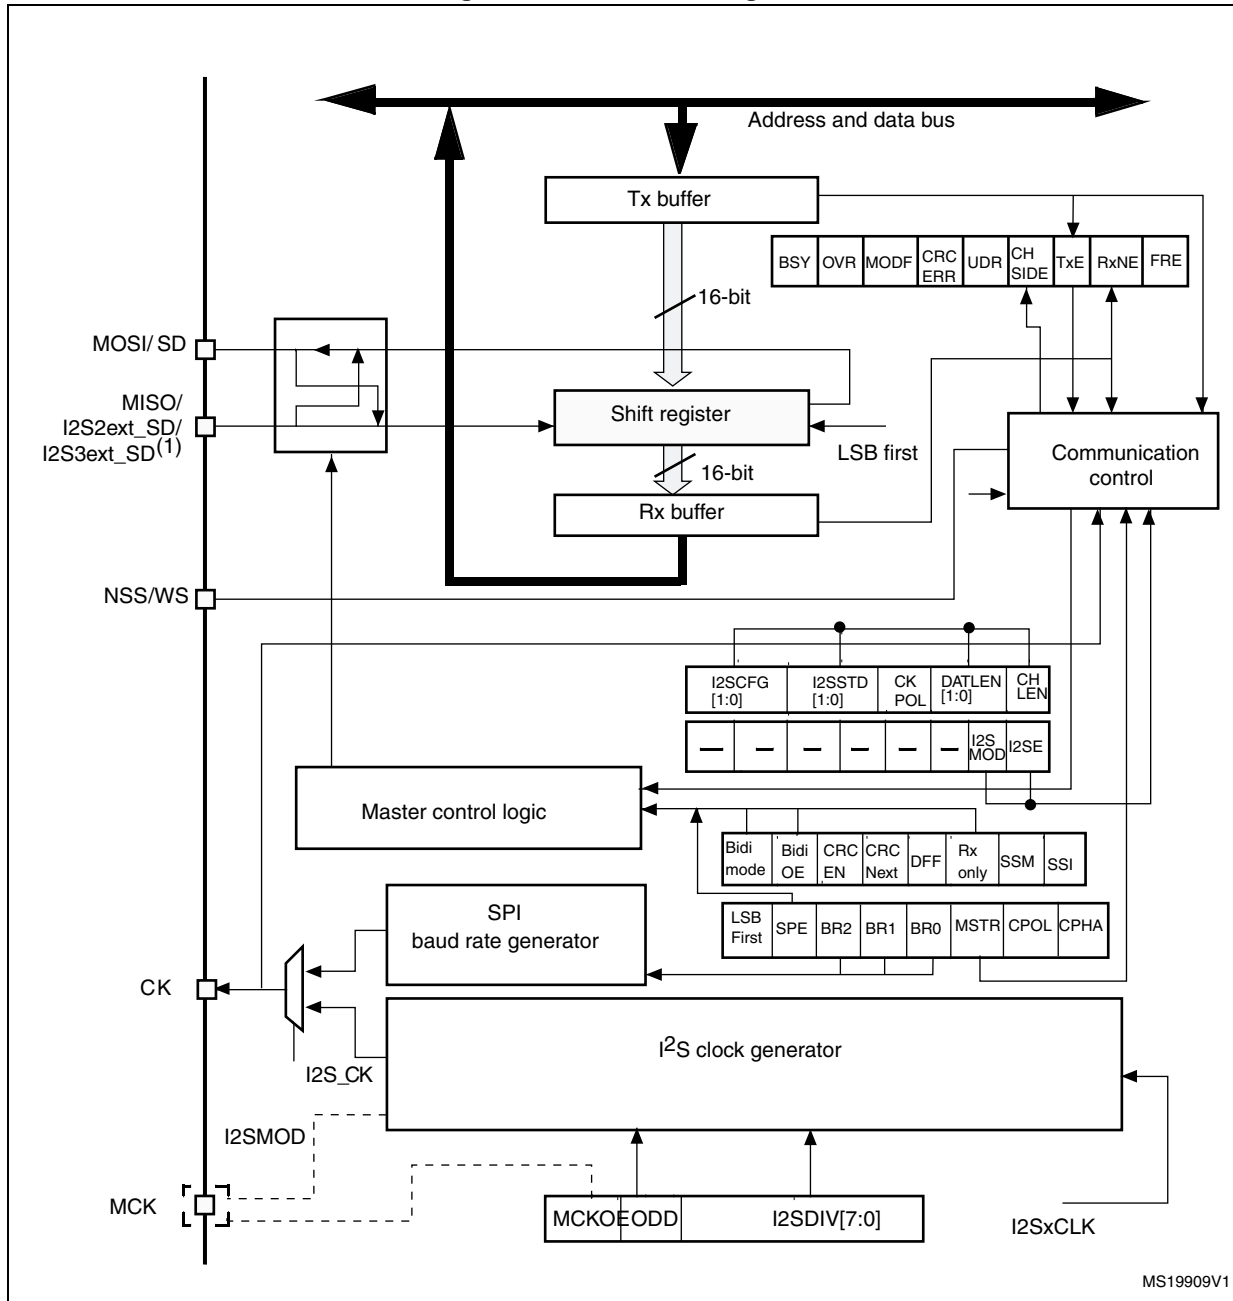 Address and data bus
Tx buffer
BSY OVR MODF CRC ERR UDR CH SIDE TxE RxNE FRE
16-bit
MOSI/ SD
MISO/
I2S2ext_SD/
I2S3ext_SD(1)
Shift register
LSB first
Communication
control
16-bit
Rx buffer
NSS/WS
I2SCFG [1:0] I2SSTD [1:0] CK POL DATLEN [1:0] CH LEN
I2S MOD I2SE
Master control logic
Bidi mode Bidi OE CRC EN CRC Next DFF Rx only SSM SSI
LSB First SPE BR2 BR1 BR0 MSTR CPOL CPHA
SPI
baud rate generator
CK
I2S clock generator
I2S_CK
I2SMOD
MCK
MCKOE ODD I2SDIV[7:0]
I2SxCLK
MS19909V1